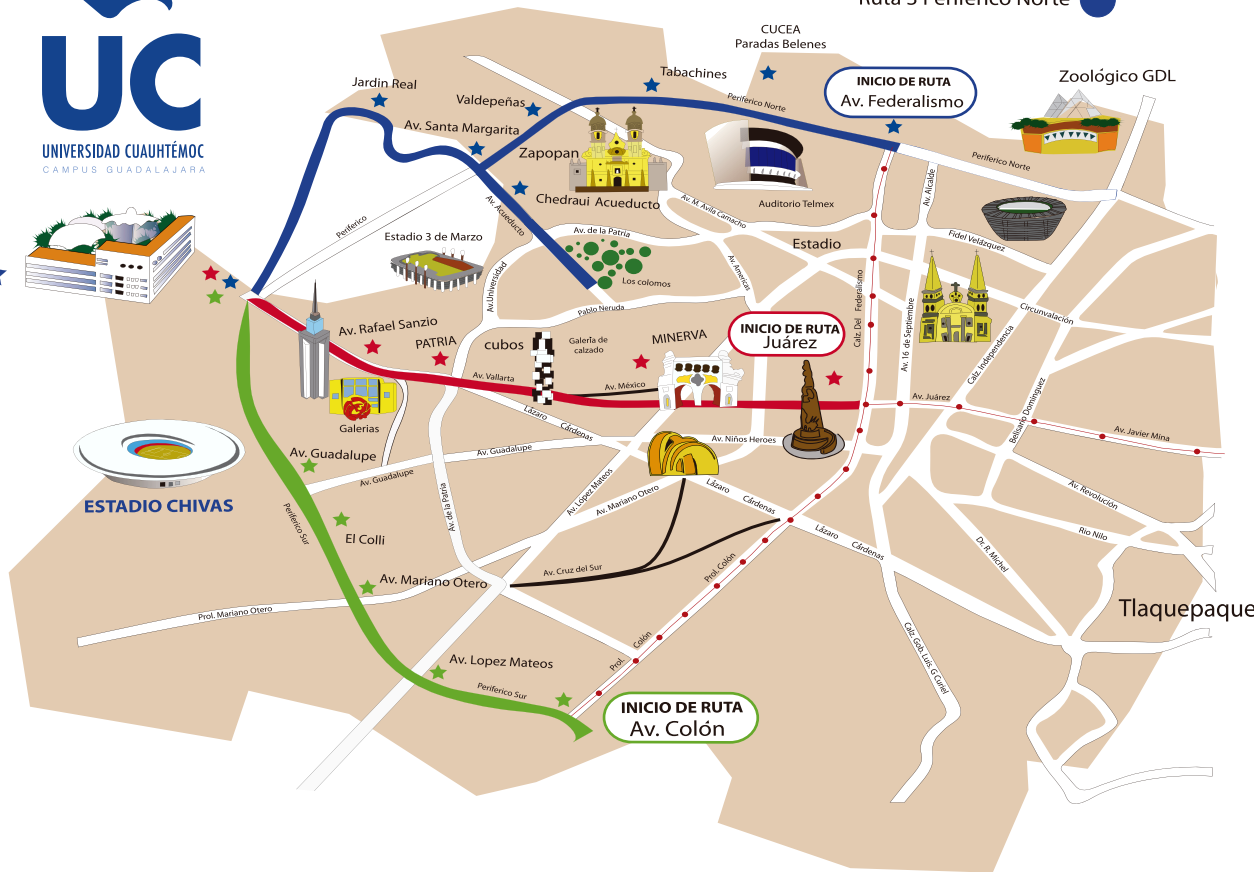 Ruta 3 Periférico Norte
UC
UNIVERSIDAD CUAUHTÉMOC
CAMPUS GUADALAJARA
CUCEA
Paradas Belenes
Tabachines
Jardin Real
Valdepeñas
Av. Santa Margarita
Periferico Norte
INICIO DE RUTA
Av. Federalismo
Zoológico GDL
Zapopan
Periferico Norte
Chedraui Acueducto
Av. Acueducto
Av. M. Avila Camacho
Auditorio Telmex
Av. Alcalde
Periferico
Estadio 3 de Marzo
Av. de la Patria
Estadio
Fidel Velázquez
Av. Americas
Av.Universidad
Los colomos
Pablo Neruda
Calz. Del Federalismo
Av. 16 de Septiembre
Circunvalación
Calz. Independencia
Av. Rafael Sanzio
PATRIA
cubos
Galería de
calzado
MINERVA
INICIO DE RUTA
Juárez
Av. Vallarta
Av. México
Av. Juárez
Belisario Domínguez
Av. Javier Mina
Galerias
Lázaro Cárdenas
Av. Niños Heroes
Av. Guadalupe
Av. Guadalupe
Av. Guadalupe
ESTADIO CHIVAS
Periferico Sur
Av. de la Patria
Av. Lopez Mateos
Av. Mariano Otero
Lázaro Cárdenas
Av. Revolución
Rio Nilo
Lázaro Cárdenas
Dr. R. Michel
El Colli
Av. Cruz del Sur
Prol. Colón
Av. Mariano Otero
Prol. Mariano Otero
Tlaquepaque
Calz. Gob. Luis. G Curiel
Prol. Colón
Av. Lopez Mateos
Periferico Sur
INICIO DE RUTA
Av. Colón